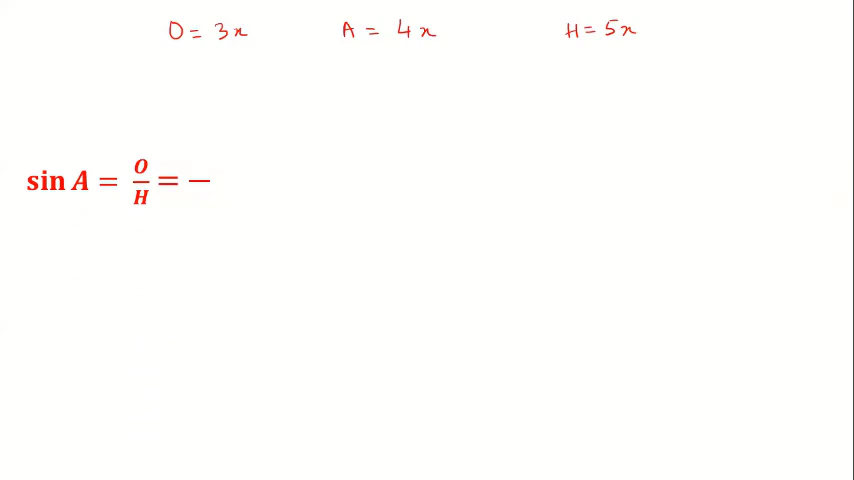 O = 3x A = 4x H = 5x
sin A = O/H = —